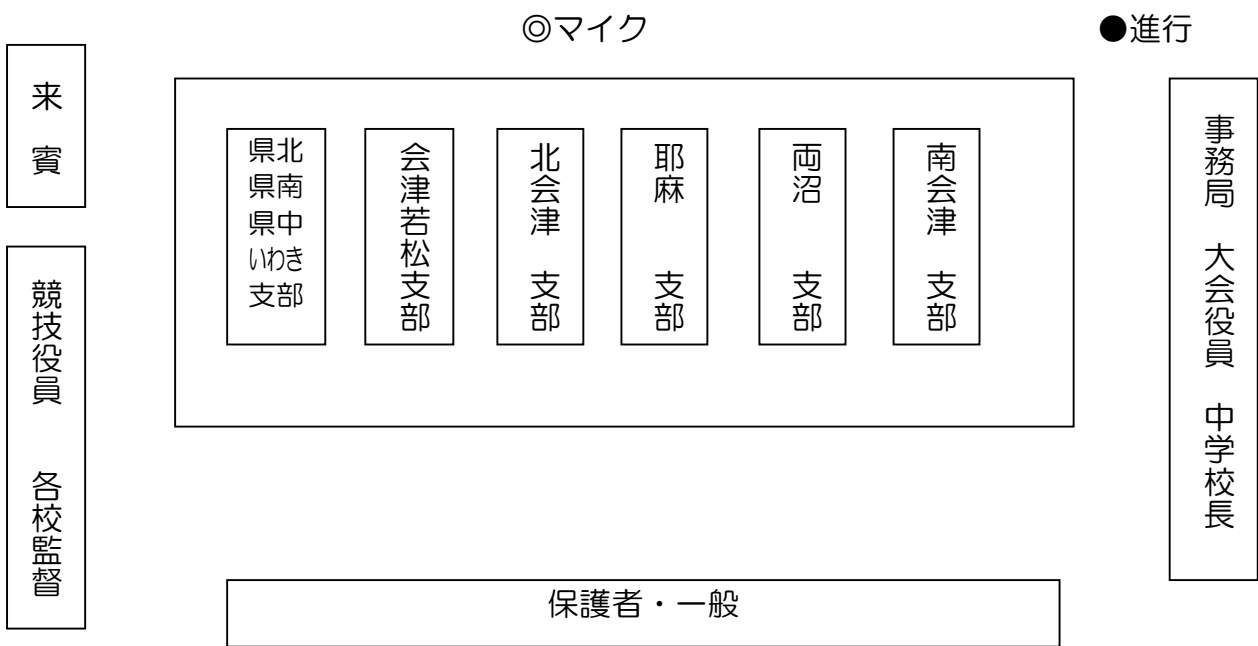 ◎マイク
●進行
来賓
県北
県南
県中
いわき
支部
会津若松支部
北会津 支部
耶麻 支部
両沼 支部
南会津 支部
事務局 大会役員 中学校長
競技役員 各校監督
保護者・一般